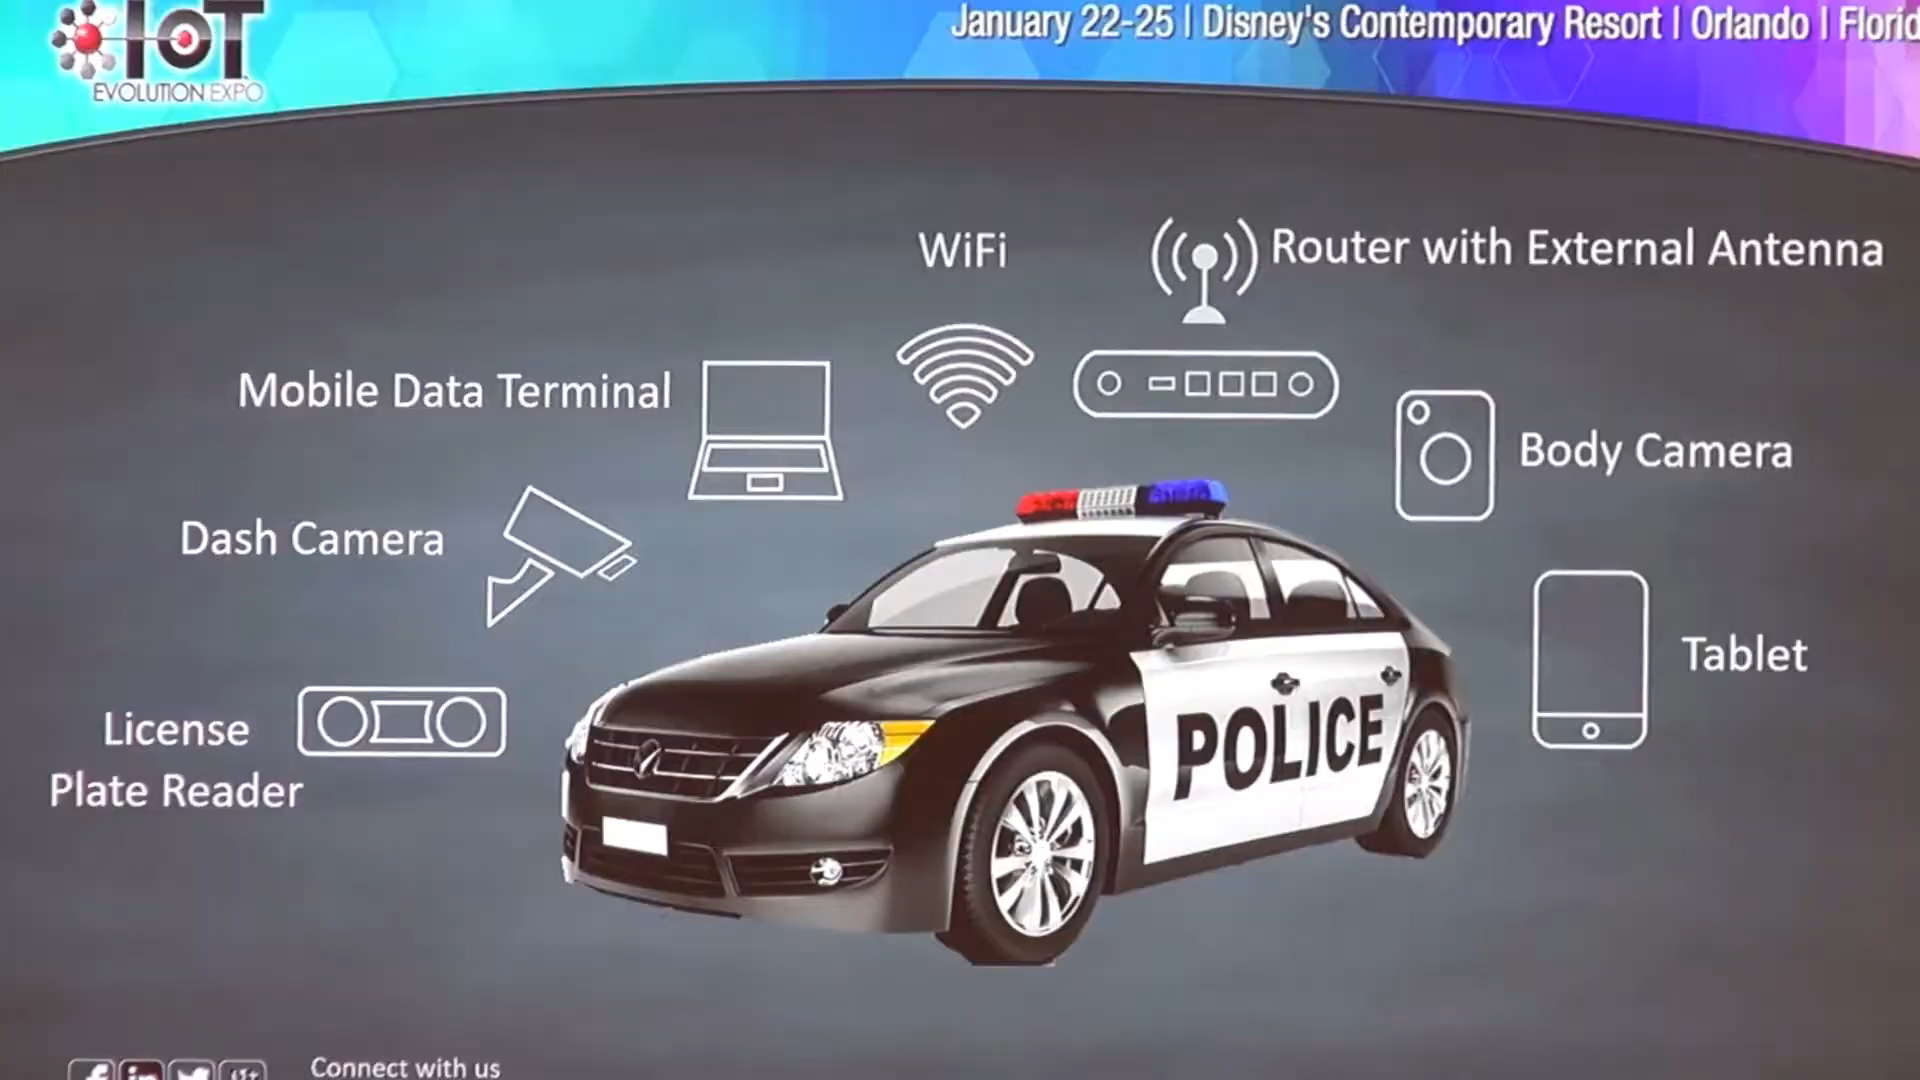 IoT
EVOLUTION EXPO
January 22-25 | Disney's Contemporary Resort | Orlando |
WiFi
Router with External Antenna
Mobile Data Terminal
Body Camera
Dash Camera
Tablet
License
Plate Reader
POLICE
Connect with us